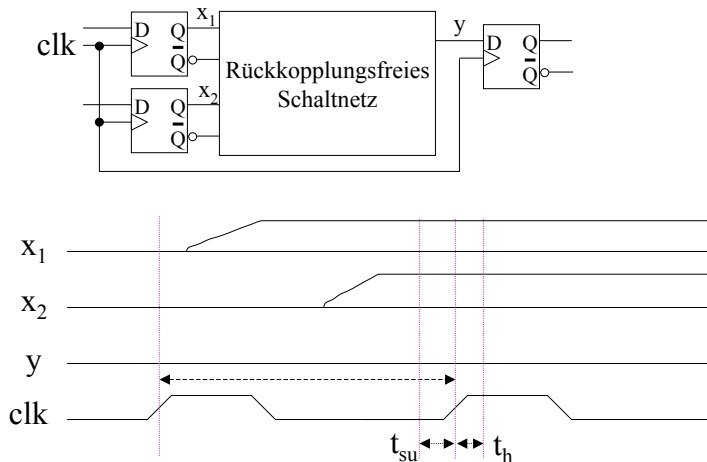 x1
clk
D Q
Q
x2
D Q
Q
Rückkopplungsfreies
Schaltnetz
y
D Q
Q
x1
x2
y
clk
tsu
th